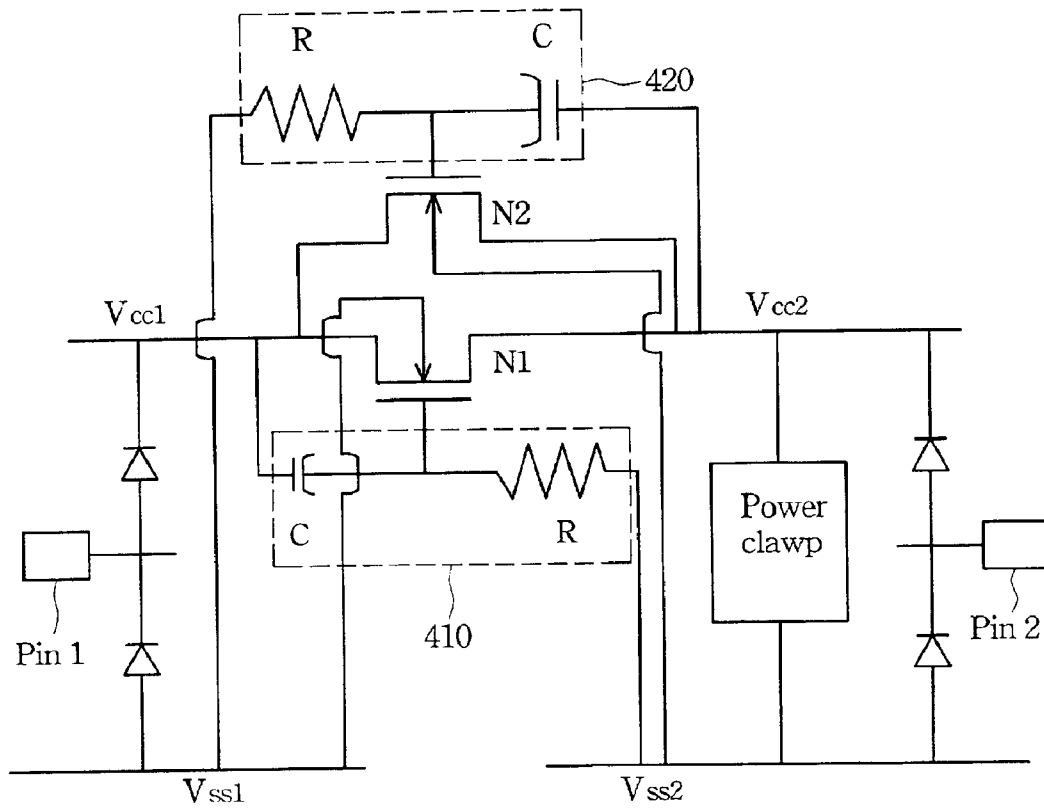 R
C
420
N2
Vcc1
Vcc2
N1
C
R
Power
clawp
Pin 1
410
Pin 2
Vss1
Vss2